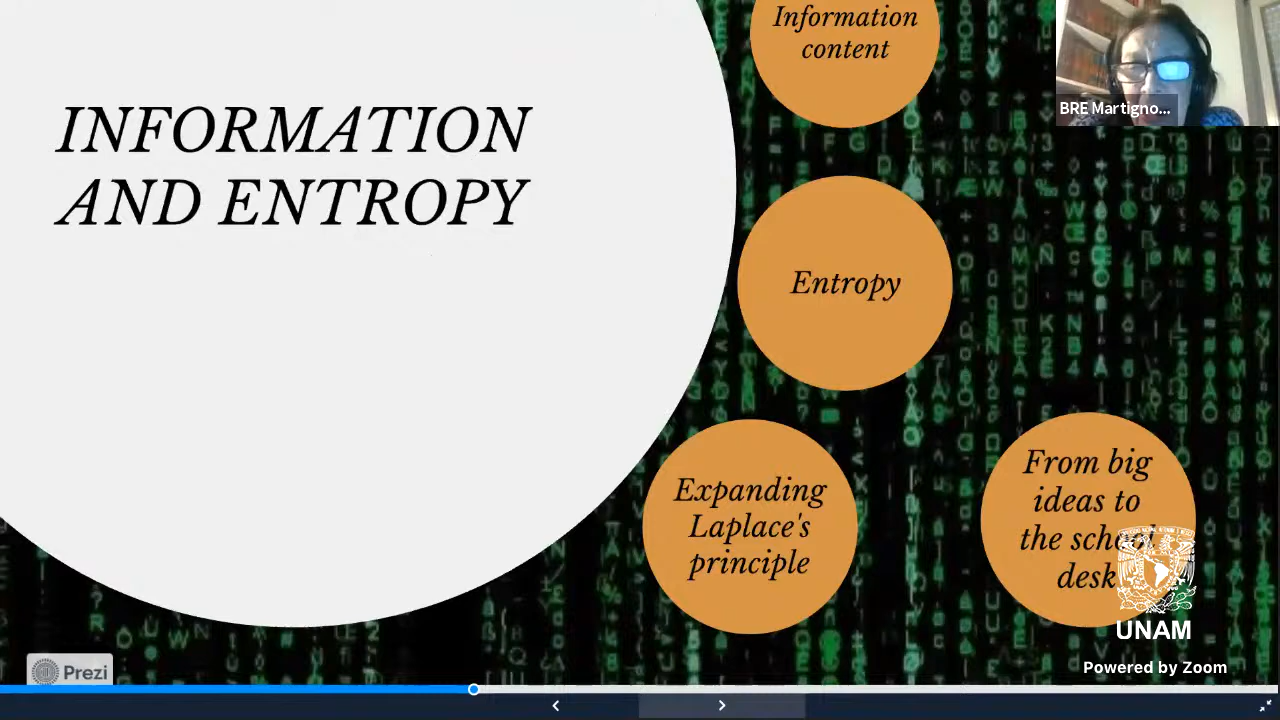 INFORMATION
AND ENTROPY
Information
content
BRE Martigno...
Entropy
Expanding
Laplace's
principle
From big
ideas to
the school
desk
UNAM
Powered by Zoom
Prezi